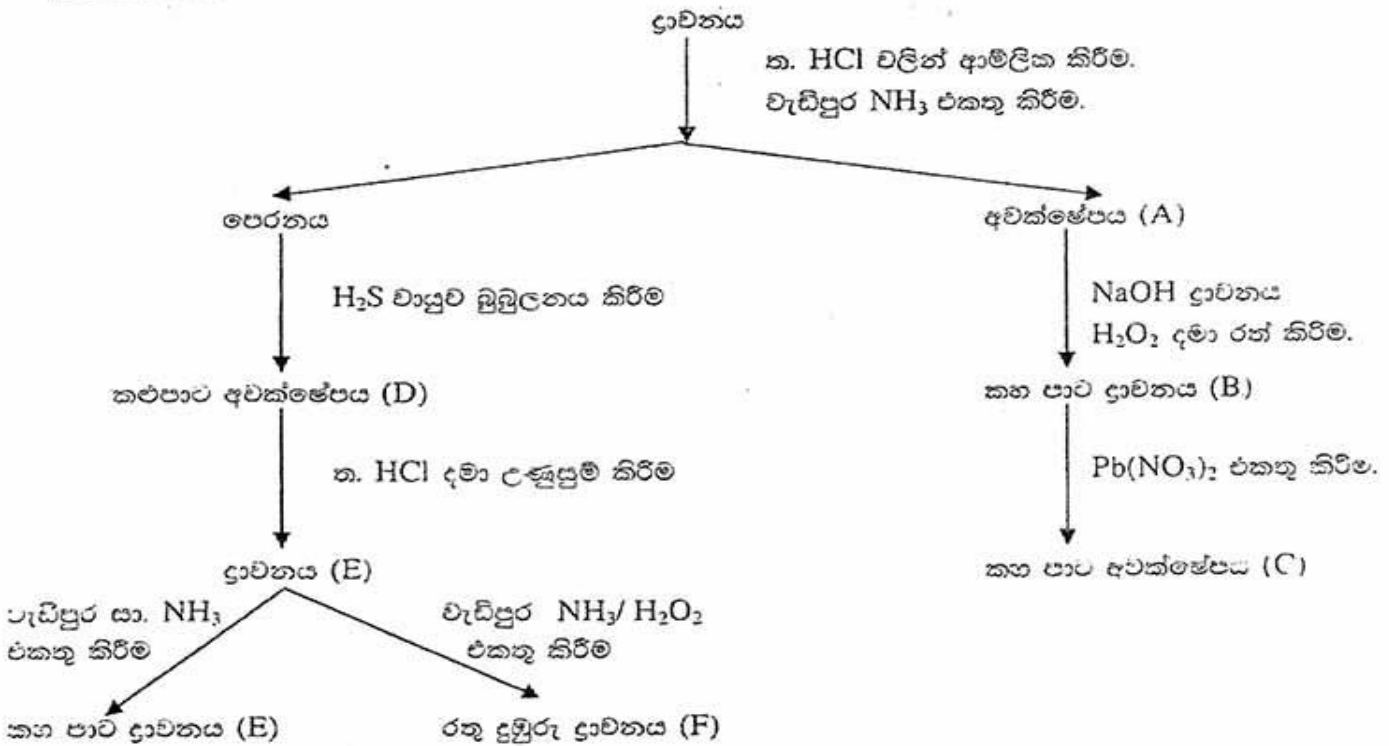 ද්‍රාවනය
ත. HCl වලින් ආම්ලික කිරීම.
වැඩිපුර NH₃ එකතු කිරීම.
පෙරනය
අවක්ෂේපය (A)
H₂S වායුව බුබුලනය කිරීම
NaOH ද්‍රාවනය
H₂O₂ දමා රත් කිරිම.
කළුපාට අවක්ෂේපය (D)
කහ පාට ද්‍රාවනය (B)
ත. HCl දමා උණුසුම් කිරිම
Pb(NO₃)₂ එකතු කිරිම.
ද්‍රාවනය (E)
කහ පාට අවක්ෂේපය (C)
වැඩිපුර සා. NH₃
එකතු කිරීම
වැඩිපුර NH₃/ H₂O₂
එකතු කිරීම
කහ පාට ද්‍රාවනය (E)
රතු දුඹුරු ද්‍රාවනය (F)